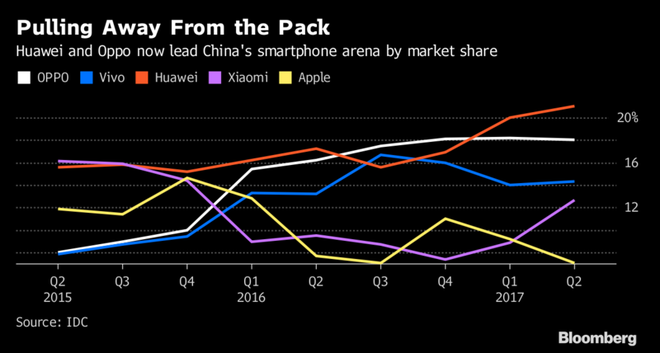 Pulling Away From the Pack
Huawei and Oppo now lead China's smartphone arena by market share
OPPO Vivo Huawei Xiaomi Apple
20%
16
12
Q2 Q3 Q4 Q1 Q2 Q3 Q4 Q1 Q2
2015 2016 2017
Source: IDC
Bloomberg